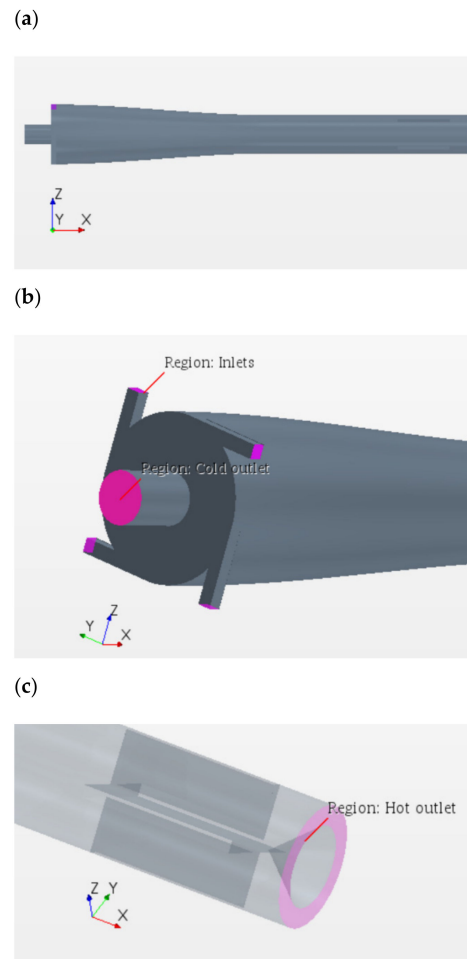 (a)
Z
Y X
(b)
Region: Inlets
Region: Cold outlet
Z
Y
X
(c)
Region: Hot outlet
Z Y
X